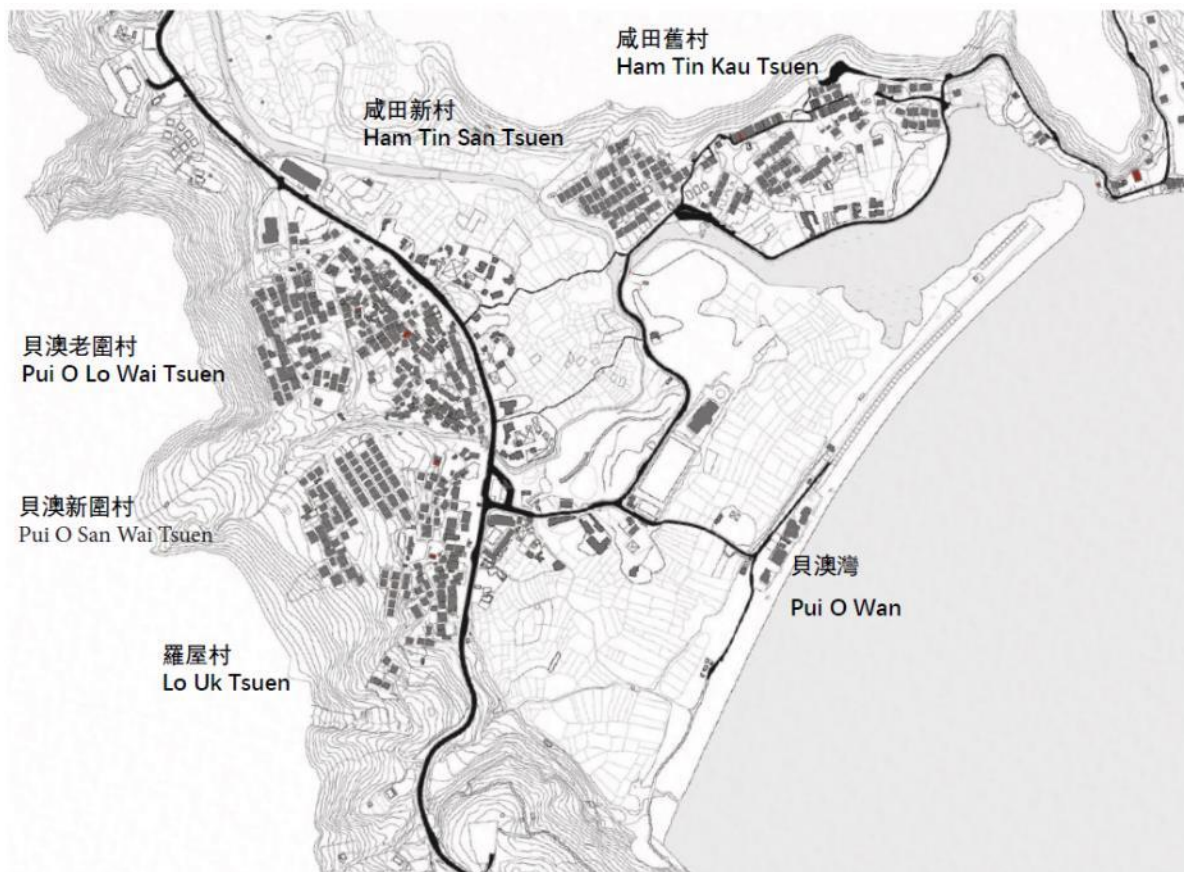 咸田舊村
Ham Tin Kau Tsuen
咸田新村
Ham Tin San Tsuen
貝澳老圍村
Pui O Lo Wai Tsuen
貝澳新圍村
Pui O San Wai Tsuen
貝澳灣
Pui O Wan
羅屋村
Lo Uk Tsuen